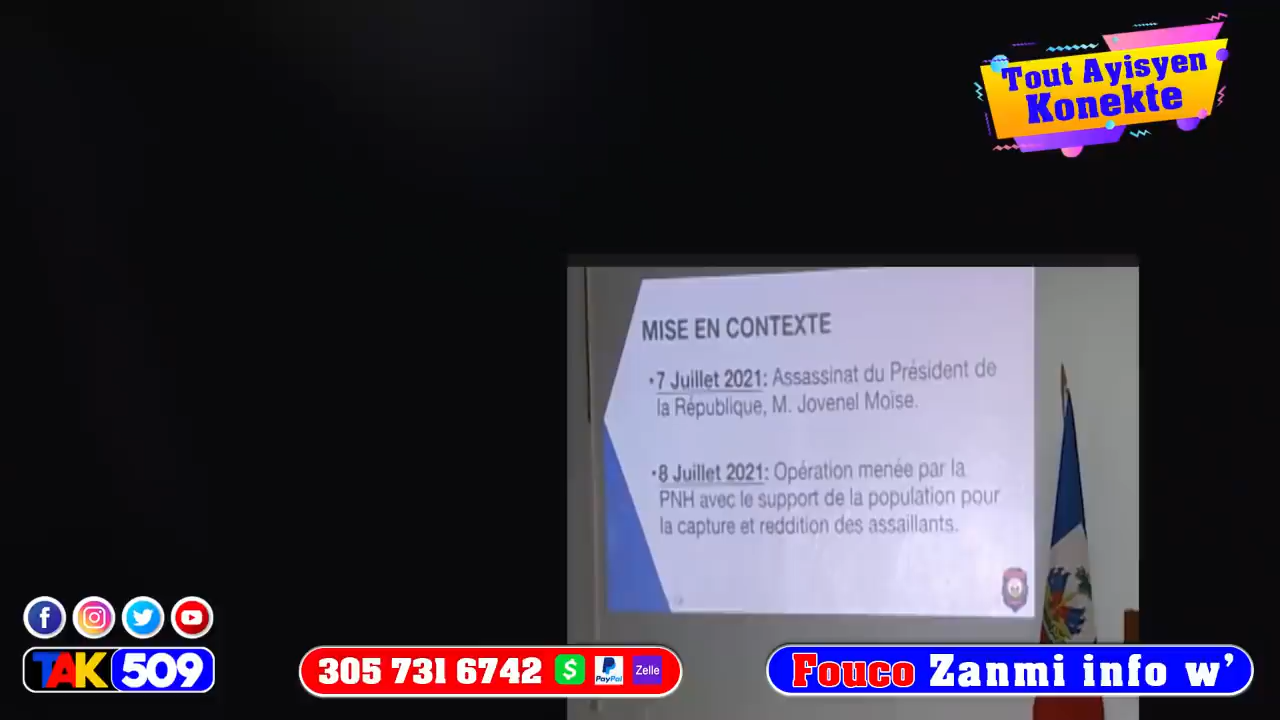 Tout Ayisyen
Konekte
MISE EN CONTEXTE
•7 Juillet 2021: Assassinat du Président de
la République, M. Jovenel Moïse.
•8 Juillet 2021: Opération menée par la
PNH avec le support de la population pour
la capture et reddition des assaillants.
TAK 509
305 731 6742 $ PayPal Zelle
Fouco Zanmi info w’